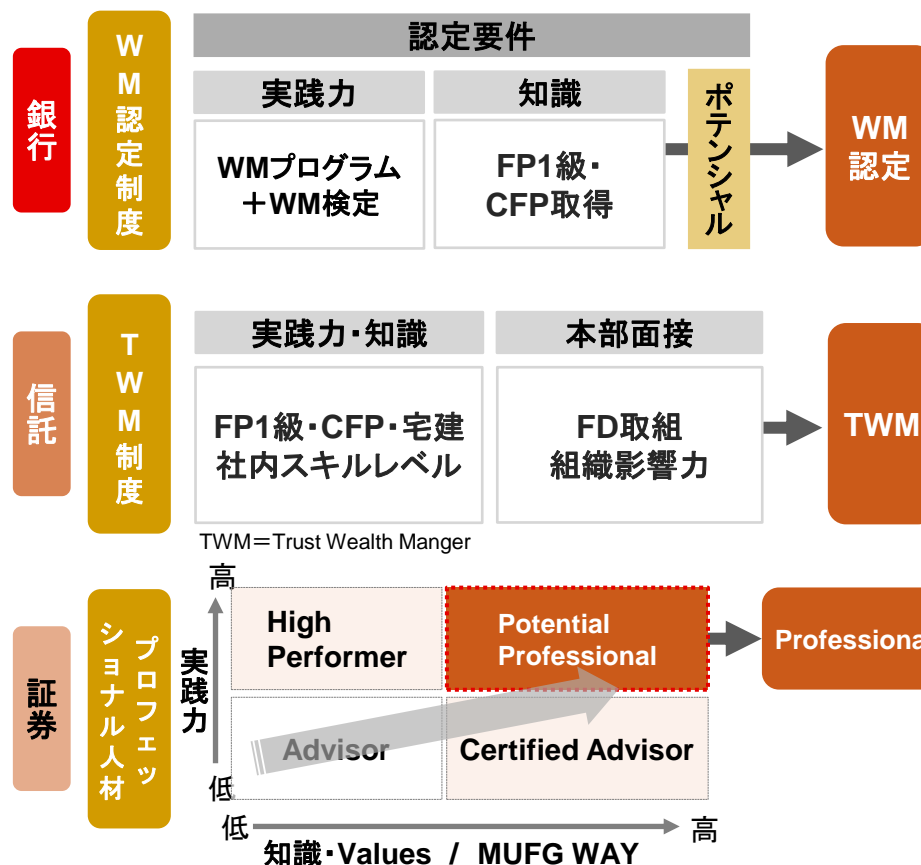 銀行
WM認定制度
認定要件
実践力
知識
WMプログラム
＋WM検定
FP1級・
CFP取得
ポテンシャル
WM
認定
信託
TWM制度
実践力・知識
本部面接
FP1級・CFP・宅建
社内スキルレベル
FD取組
組織影響力
TWM
TWM＝Trust Wealth Manger
証券
プロフェッ
ショナル人材
高
実践力
低
High
Performer
Potential
Professional
Advisor
Certified Advisor
Professiona
低
高
知識・Values / MUFG WAY